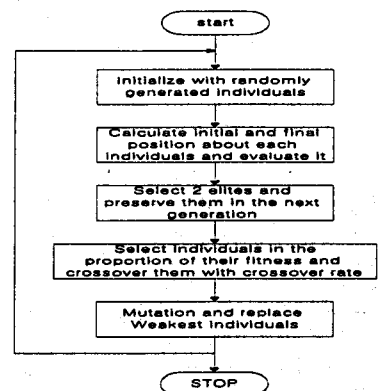 start
Initialize with randomly
generated individuals
Calculate initial and final
position about each
individuals and evaluate it
Select 2 elites and
preserve them in the next
generation
Select individuals in the
proportion of their fitness and
crossover them with crossover rate
Mutation and replace
Weakest individuals
STOP